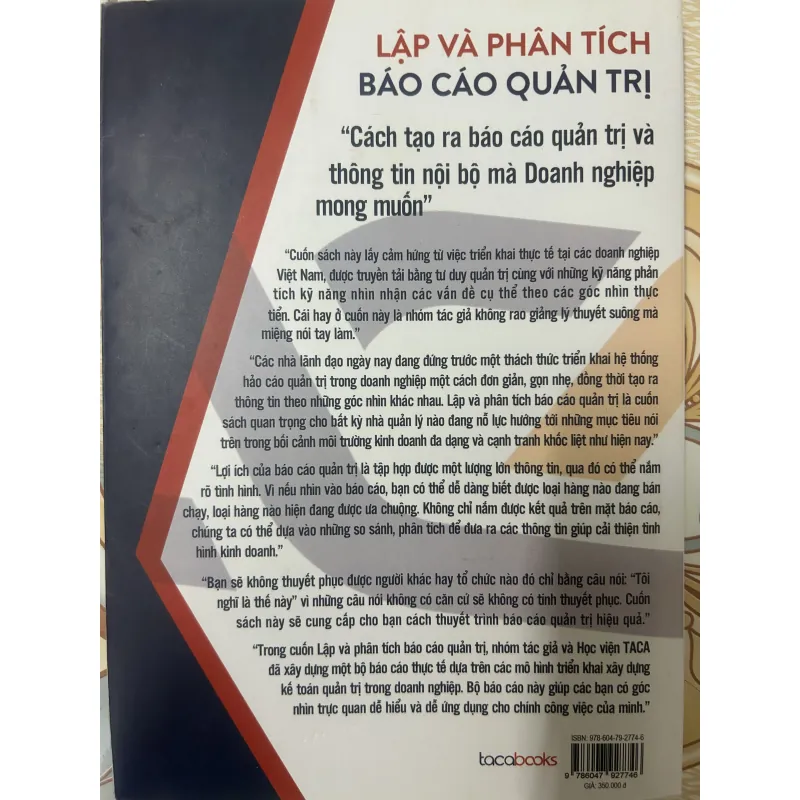 LẬP VÀ PHÂN TÍCH
BÁO CÁO QUẢN TRỊ
“Cách tạo ra báo cáo quản trị và
thông tin nội bộ mà Doanh nghiệp
mong muốn”
“Cuốn sách này lấy cảm hứng từ việc triển khai thực tế tại các doanh nghiệp
Việt Nam, được truyền tải bằng tư duy quản trị cùng với những kỹ năng phân
tích kỹ năng nhìn nhận các vấn đề cụ thể theo các góc nhìn thực
tiễn. Cái hay ở cuốn này là nhóm tác giả không rao giảng lý thuyết suông mà
miệng nói tay làm.”
“Các nhà lãnh đạo ngày nay đang đứng trước một thách thức triển khai hệ thống
hảo cáo quản trị trong doanh nghiệp một cách đơn giản, gọn nhẹ, đồng thời tạo ra
thông tin theo những góc nhìn khác nhau. Lập và phân tích báo cáo quản trị là cuốn
sách quan trọng cho bất kỳ nhà quản lý nào đang nỗ lực hướng tới những mục tiêu nói
trên trong bối cảnh môi trường kinh doanh đa dạng và cạnh tranh khốc liệt như hiện nay.”
“Lợi ích của báo cáo quản trị là tập hợp được một lượng lớn thông tin, qua đó có thể nắm
rõ tình hình. Vì nếu nhìn vào báo cáo, bạn có thể dễ dàng biết được loại hàng nào đang bán
chạy, loại hàng nào hiện đang được ưa chuộng. Không chỉ nắm được kết quả trên mặt báo cáo,
chúng ta có thể dựa vào những so sánh, phân tích để đưa ra các thông tin giúp cải thiện tình
hình kinh doanh.”
“Bạn sẽ không thuyết phục được người khác hay tổ chức nào đó chỉ bằng câu nói: “Tôi
nghĩ là thế này” vì những câu nói không có căn cứ sẽ không có tính thuyết phục. Cuốn
sách này sẽ cung cấp cho bạn cách thuyết trình báo cáo quản trị hiệu quả.”
“Trong cuốn Lập và phân tích báo cáo quản trị, nhóm tác giả và Học viện TACA
đã xây dựng một bộ báo cáo thực tế dựa trên các mô hình triển khai xây dựng
kế toán quản trị trong doanh nghiệp. Bộ báo cáo này giúp các bạn có góc
nhìn trực quan dễ hiểu và dễ ứng dụng cho chính công việc của mình.”
ISBN: 978-604-79-2774-6
tacabooks
9 786047 927746
GIÁ: 350.000 đ